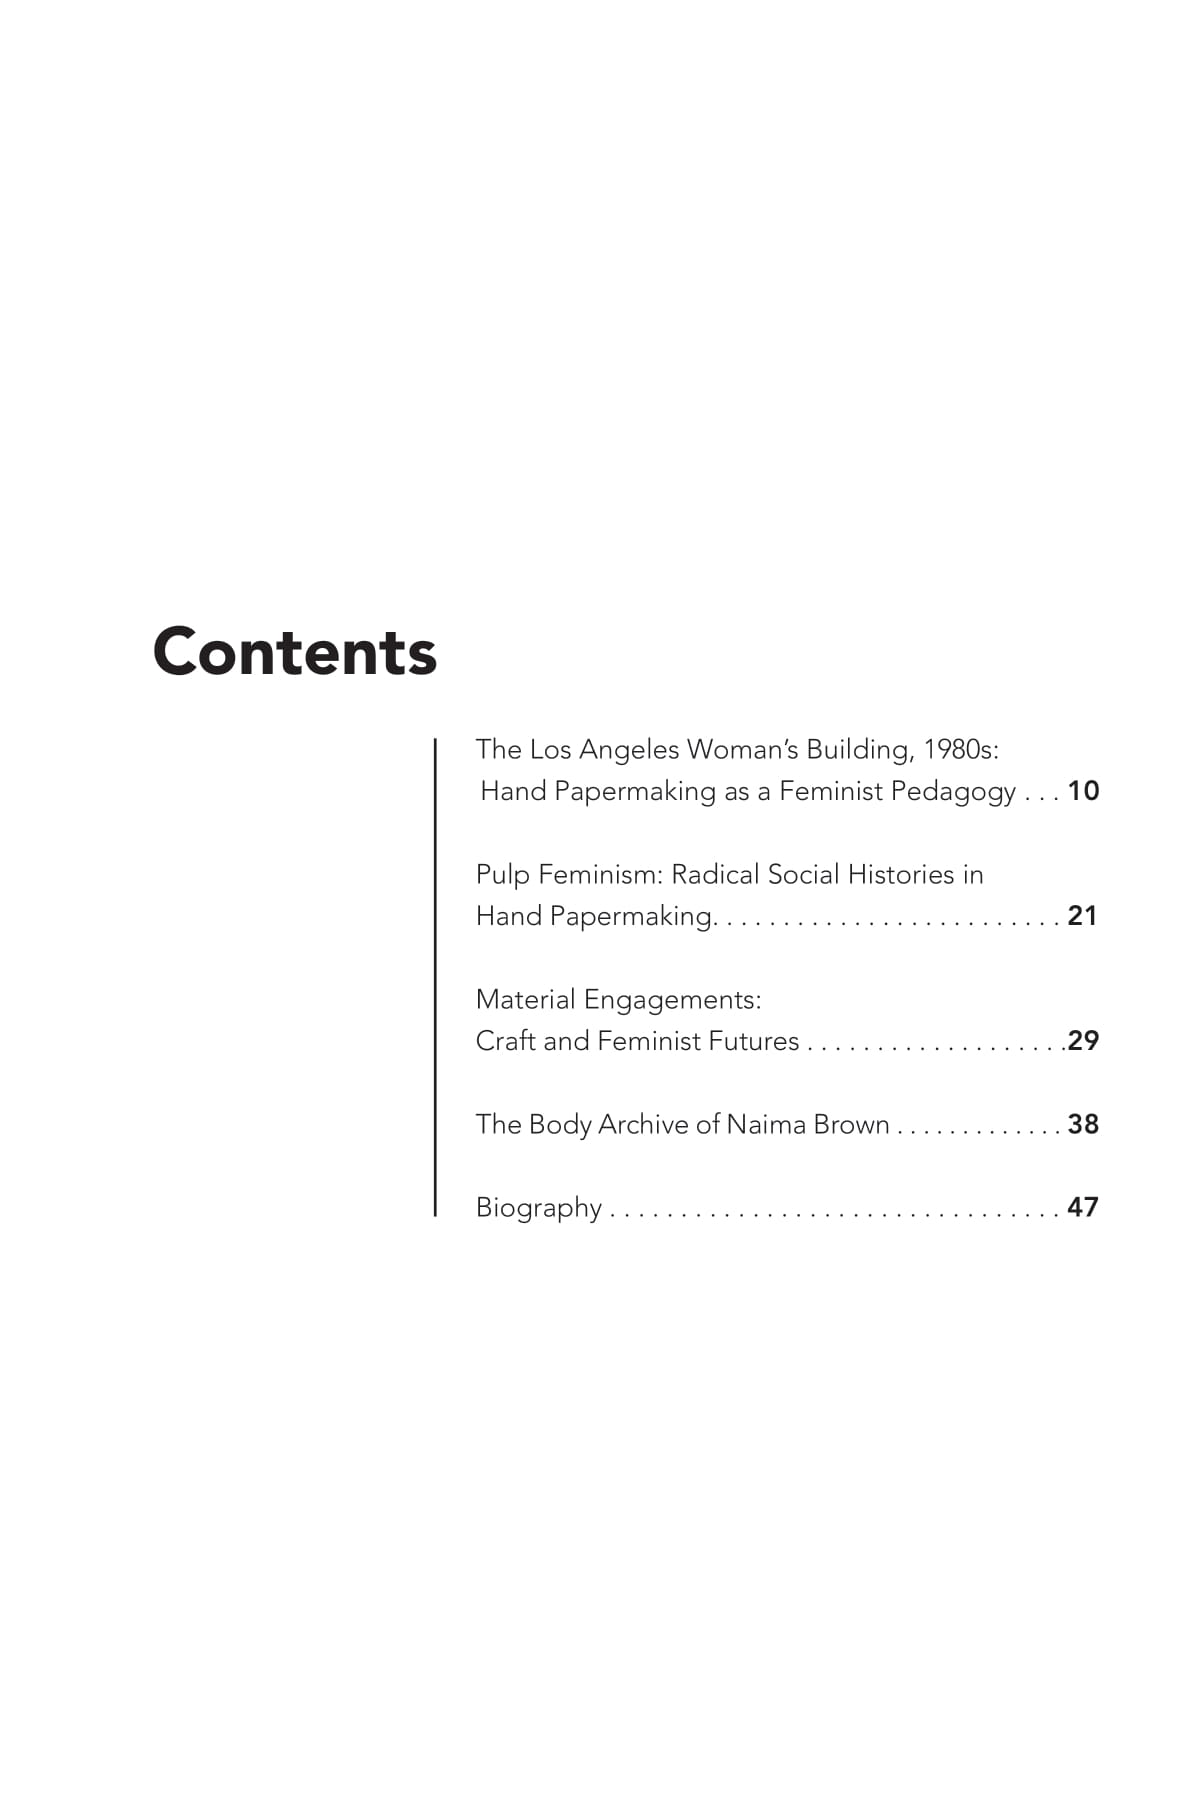 Contents
The Los Angeles Woman’s Building, 1980s:
Hand Papermaking as a Feminist Pedagogy . . . 10
Pulp Feminism: Radical Social Histories in
Hand Papermaking. . . . . . . . . . . . . . . . . . . . . . . . . 21
Material Engagements:
Craft and Feminist Futures . . . . . . . . . . . . . . . . . . .29
The Body Archive of Naima Brown . . . . . . . . . . . . . 38
Biography . . . . . . . . . . . . . . . . . . . . . . . . . . . . . . . . 47